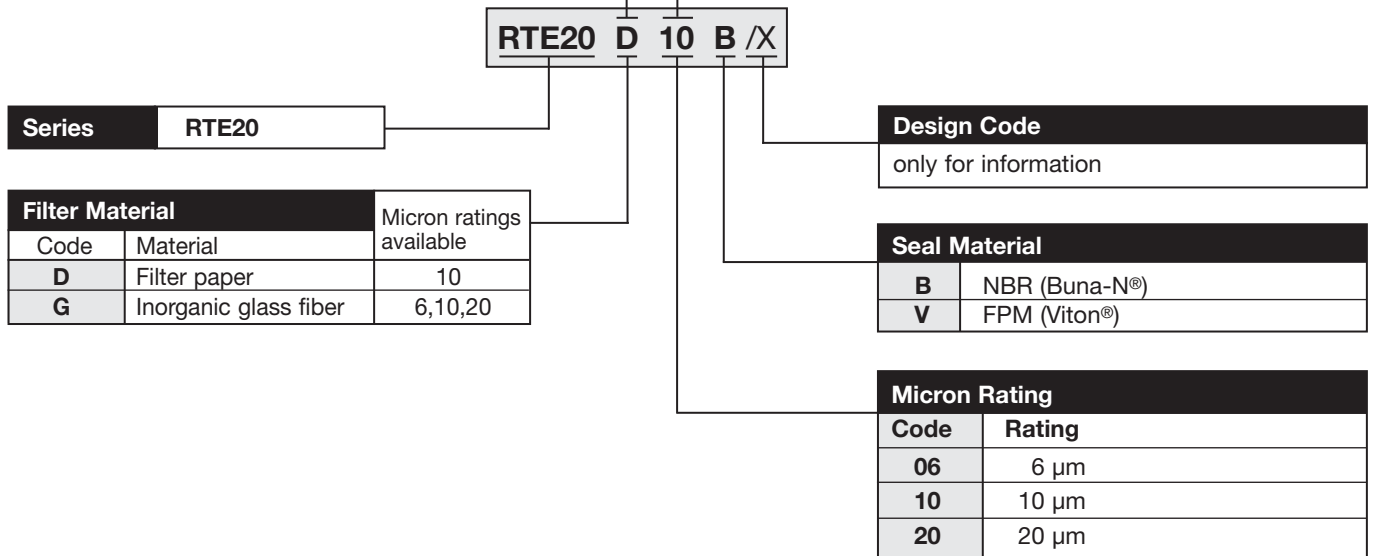 RTE20 D 10 B /X
Series RTE20
Filter Material Micron ratings available
Code Material
D Filter paper 10
G Inorganic glass fiber 6,10,20
Design Code
only for information
Seal Material
B NBR (Buna-N®)
V FPM (Viton®)
Micron Rating
Code Rating
06 6 µm
10 10 µm
20 20 µm